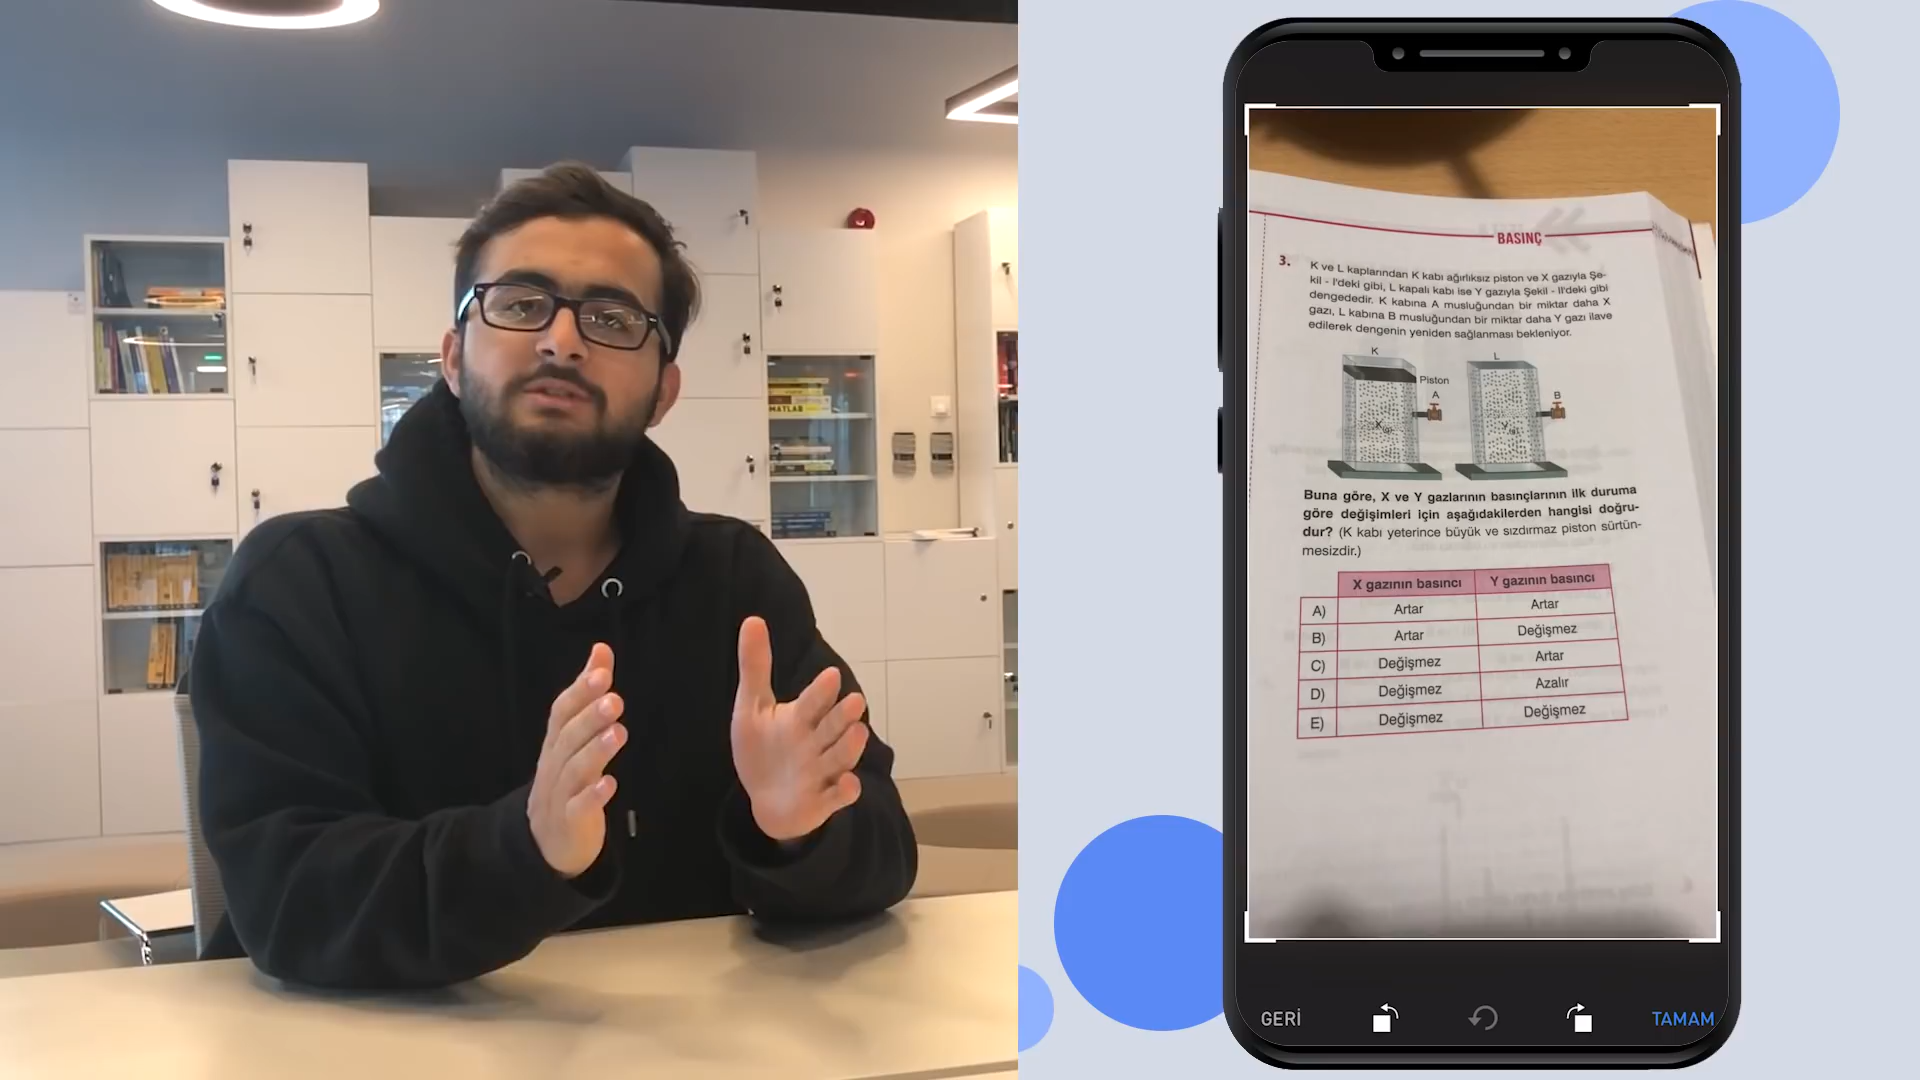 MATLAB
BASINÇ
3.
K ve L kaplarından K kabı ağırlıksız piston ve X gazıyla Şe-
kil - I'deki gibi, L kapalı kabı ise Y gazıyla Şekil - II'deki gibi
dengededir. K kabına A musluğundan bir miktar daha X
gazı, L kabına B musluğundan bir miktar daha Y gazı ilave
edilerek dengenin yeniden sağlanması bekleniyor.
K
L
Piston
A
B
X(g)
Y(g)
Buna göre, X ve Y gazlarının basınçlarının ilk duruma
göre değişimleri için aşağıdakilerden hangisi doğru-
dur? (K kabı yeterince büyük ve sızdırmaz piston sürtün-
mesizdir.)
X gazının basıncı Y gazının basıncı
A) Artar Artar
B) Artar Değişmez
C) Değişmez Artar
D) Değişmez Azalır
E) Değişmez Değişmez
GERİ
TAMAM